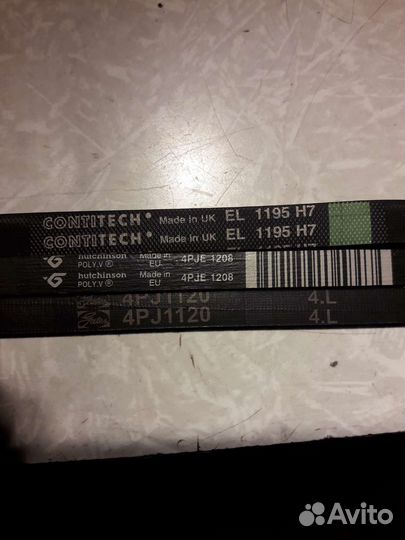 CONTITECH® Made in UK EL 1195 H7
CONTITECH® Made in UK EL 1195 H7
hutchinson Made in 4PJE 1208
POLY.V® EU
hutchinson Made in 4PJE 1208
POLY.V® EU
4PJ1120 4.L
4PJ1120 4.L
Avito